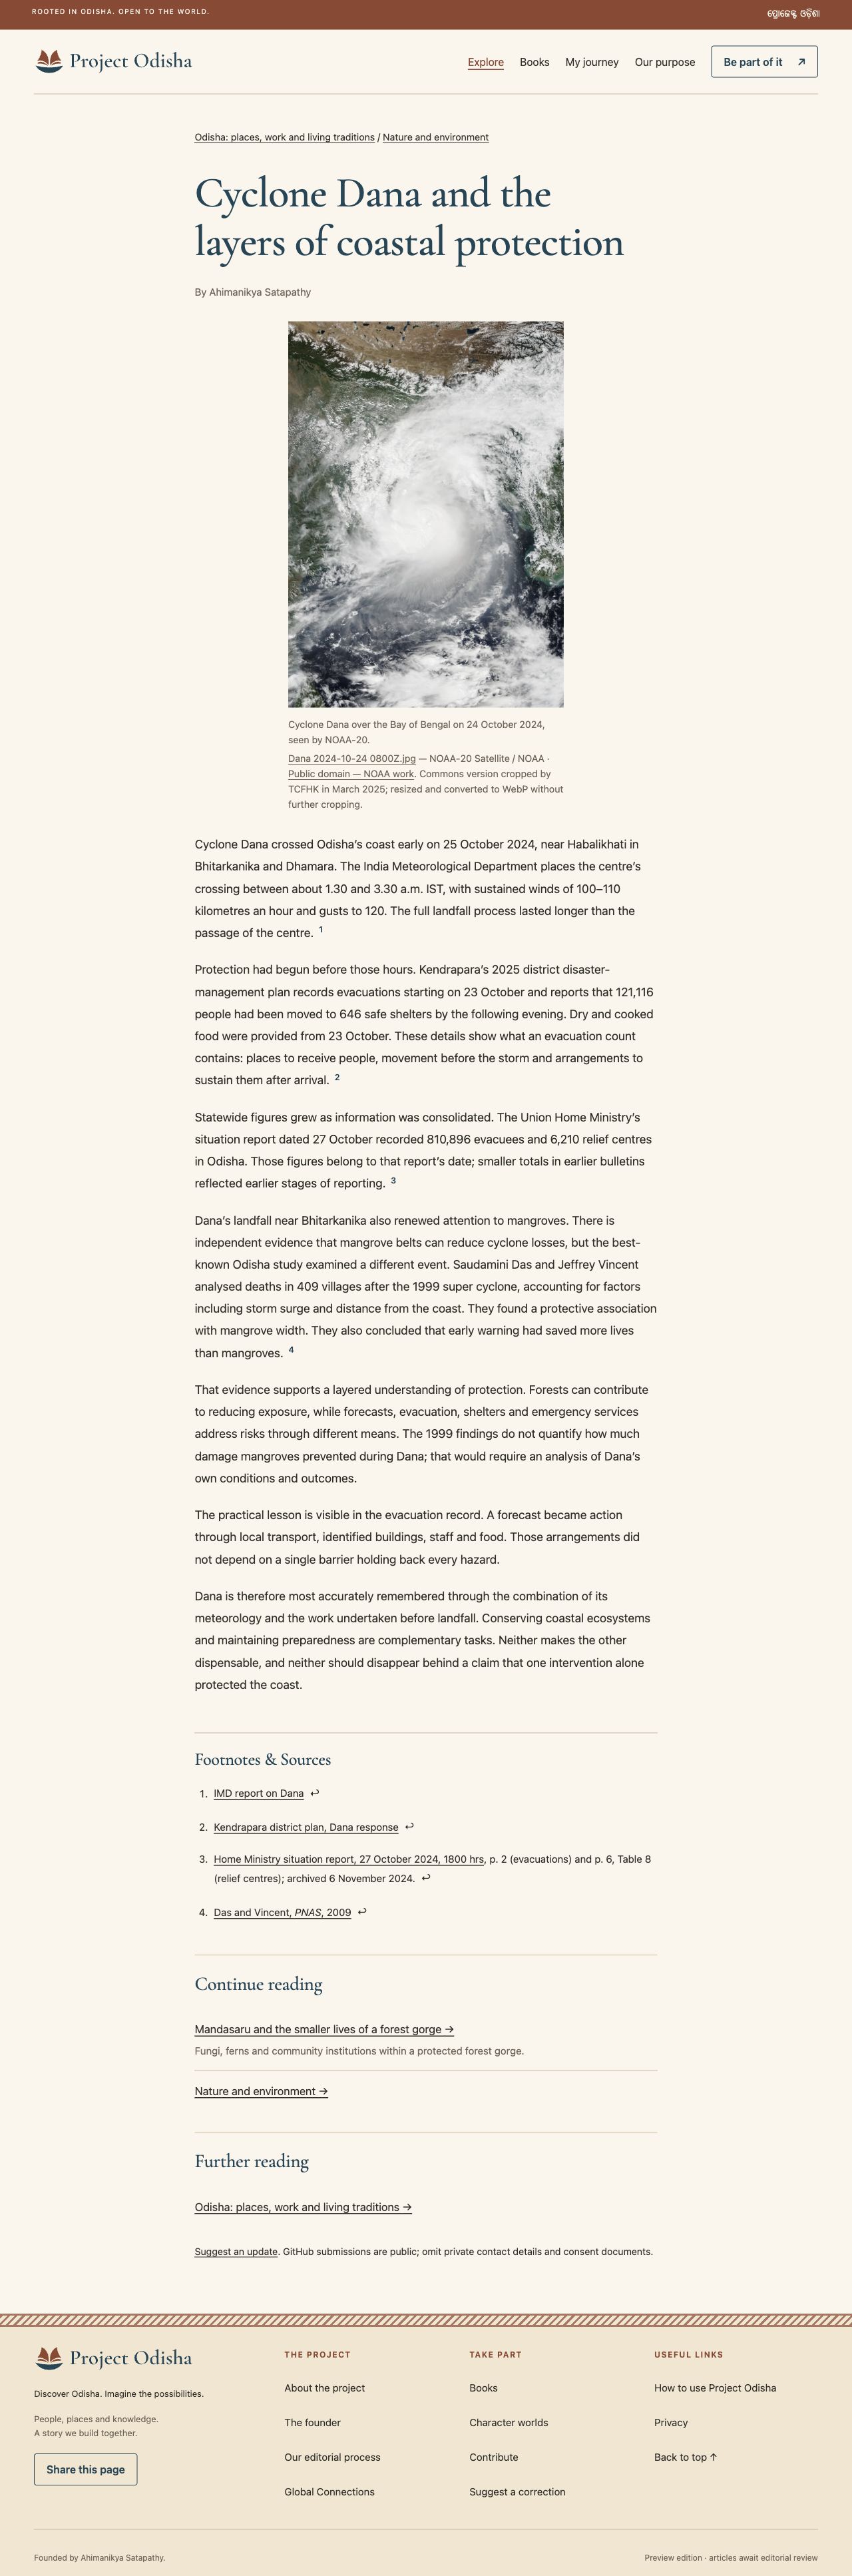 ROOTED IN ODISHA. OPEN TO THE WORLD.
ପ୍ରୋଜେକ୍ଟ ଓଡ଼ିଶା
Project Odisha
Explore
Books
My journey
Our purpose
Be part of it ↗
Odisha: places, work and living traditions / Nature and environment
Cyclone Dana and the
layers of coastal protection
By Ahimanikya Satapathy
Cyclone Dana over the Bay of Bengal on 24 October 2024,
seen by NOAA-20.
Dana 2024-10-24 0800Z.jpg — NOAA-20 Satellite / NOAA ·
Public domain — NOAA work. Commons version cropped by
TCFHK in March 2025; resized and converted to WebP without
further cropping.
Cyclone Dana crossed Odisha’s coast early on 25 October 2024, near Habalikhati in
Bhitarkanika and Dhamara. The India Meteorological Department places the centre’s
crossing between about 1.30 and 3.30 a.m. IST, with sustained winds of 100–110
kilometres an hour and gusts to 120. The full landfall process lasted longer than the
passage of the centre. 1
Protection had begun before those hours. Kendrapara’s 2025 district disaster-
management plan records evacuations starting on 23 October and reports that 121,116
people had been moved to 646 safe shelters by the following evening. Dry and cooked
food were provided from 23 October. These details show what an evacuation count
contains: places to receive people, movement before the storm and arrangements to
sustain them after arrival. 2
Statewide figures grew as information was consolidated. The Union Home Ministry’s
situation report dated 27 October recorded 810,896 evacuees and 6,210 relief centres
in Odisha. Those figures belong to that report’s date; smaller totals in earlier bulletins
reflected earlier stages of reporting. 3
Dana’s landfall near Bhitarkanika also renewed attention to mangroves. There is
independent evidence that mangrove belts can reduce cyclone losses, but the best-
known Odisha study examined a different event. Saudamini Das and Jeffrey Vincent
analysed deaths in 409 villages after the 1999 super cyclone, accounting for factors
including storm surge and distance from the coast. They found a protective association
with mangrove width. They also concluded that early warning had saved more lives
than mangroves. 4
That evidence supports a layered understanding of protection. Forests can contribute
to reducing exposure, while forecasts, evacuation, shelters and emergency services
address risks through different means. The 1999 findings do not quantify how much
damage mangroves prevented during Dana; that would require an analysis of Dana’s
own conditions and outcomes.
The practical lesson is visible in the evacuation record. A forecast became action
through local transport, identified buildings, staff and food. Those arrangements did
not depend on a single barrier holding back every hazard.
Dana is therefore most accurately remembered through the combination of its
meteorology and the work undertaken before landfall. Conserving coastal ecosystems
and maintaining preparedness are complementary tasks. Neither makes the other
dispensable, and neither should disappear behind a claim that one intervention alone
protected the coast.
Footnotes & Sources
1. IMD report on Dana ↩
2. Kendrapara district plan, Dana response ↩
3. Home Ministry situation report, 27 October 2024, 1800 hrs, p. 2 (evacuations) and p. 6, Table 8
(relief centres); archived 6 November 2024. ↩
4. Das and Vincent, PNAS, 2009 ↩
Continue reading
Mandasaru and the smaller lives of a forest gorge →
Fungi, ferns and community institutions within a protected forest gorge.
Nature and environment →
Further reading
Odisha: places, work and living traditions →
Suggest an update. GitHub submissions are public; omit private contact details and consent documents.
Project Odisha
Discover Odisha. Imagine the possibilities.
People, places and knowledge.
A story we build together.
Share this page
THE PROJECT
About the project
The founder
Our editorial process
Global Connections
TAKE PART
Books
Character worlds
Contribute
Suggest a correction
USEFUL LINKS
How to use Project Odisha
Privacy
Back to top ↑
Founded by Ahimanikya Satapathy.
Preview edition · articles await editorial review